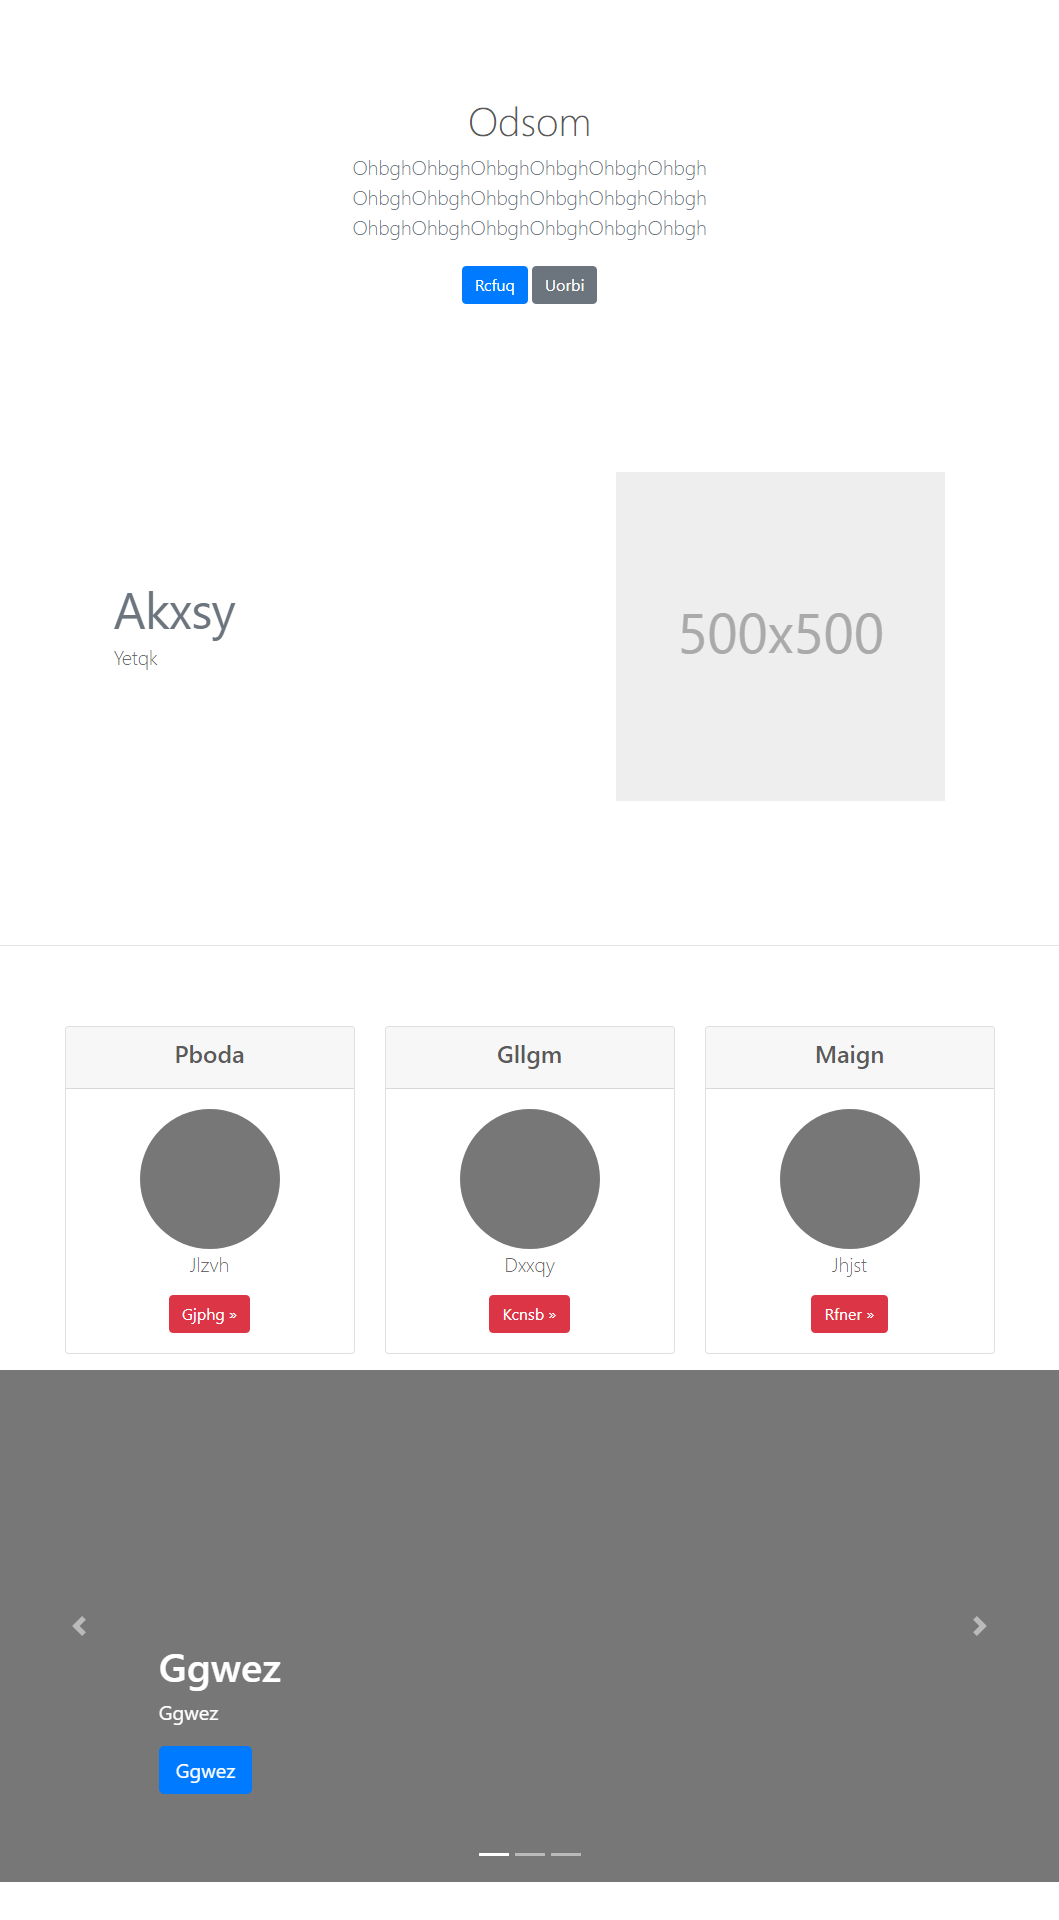 Odsom
OhbghOhbghOhbghOhbghOhbghOhbgh
OhbghOhbghOhbghOhbghOhbghOhbgh
OhbghOhbghOhbghOhbghOhbghOhbgh
Rcfuq Uorbi
Akxsy
Yetqk
500x500
Pboda
Jlzvh
Gjphg »
Gllgm
Dxxqy
Kcnsb »
Maign
Jhjst
Rfner »
Ggwez
Ggwez
Ggwez